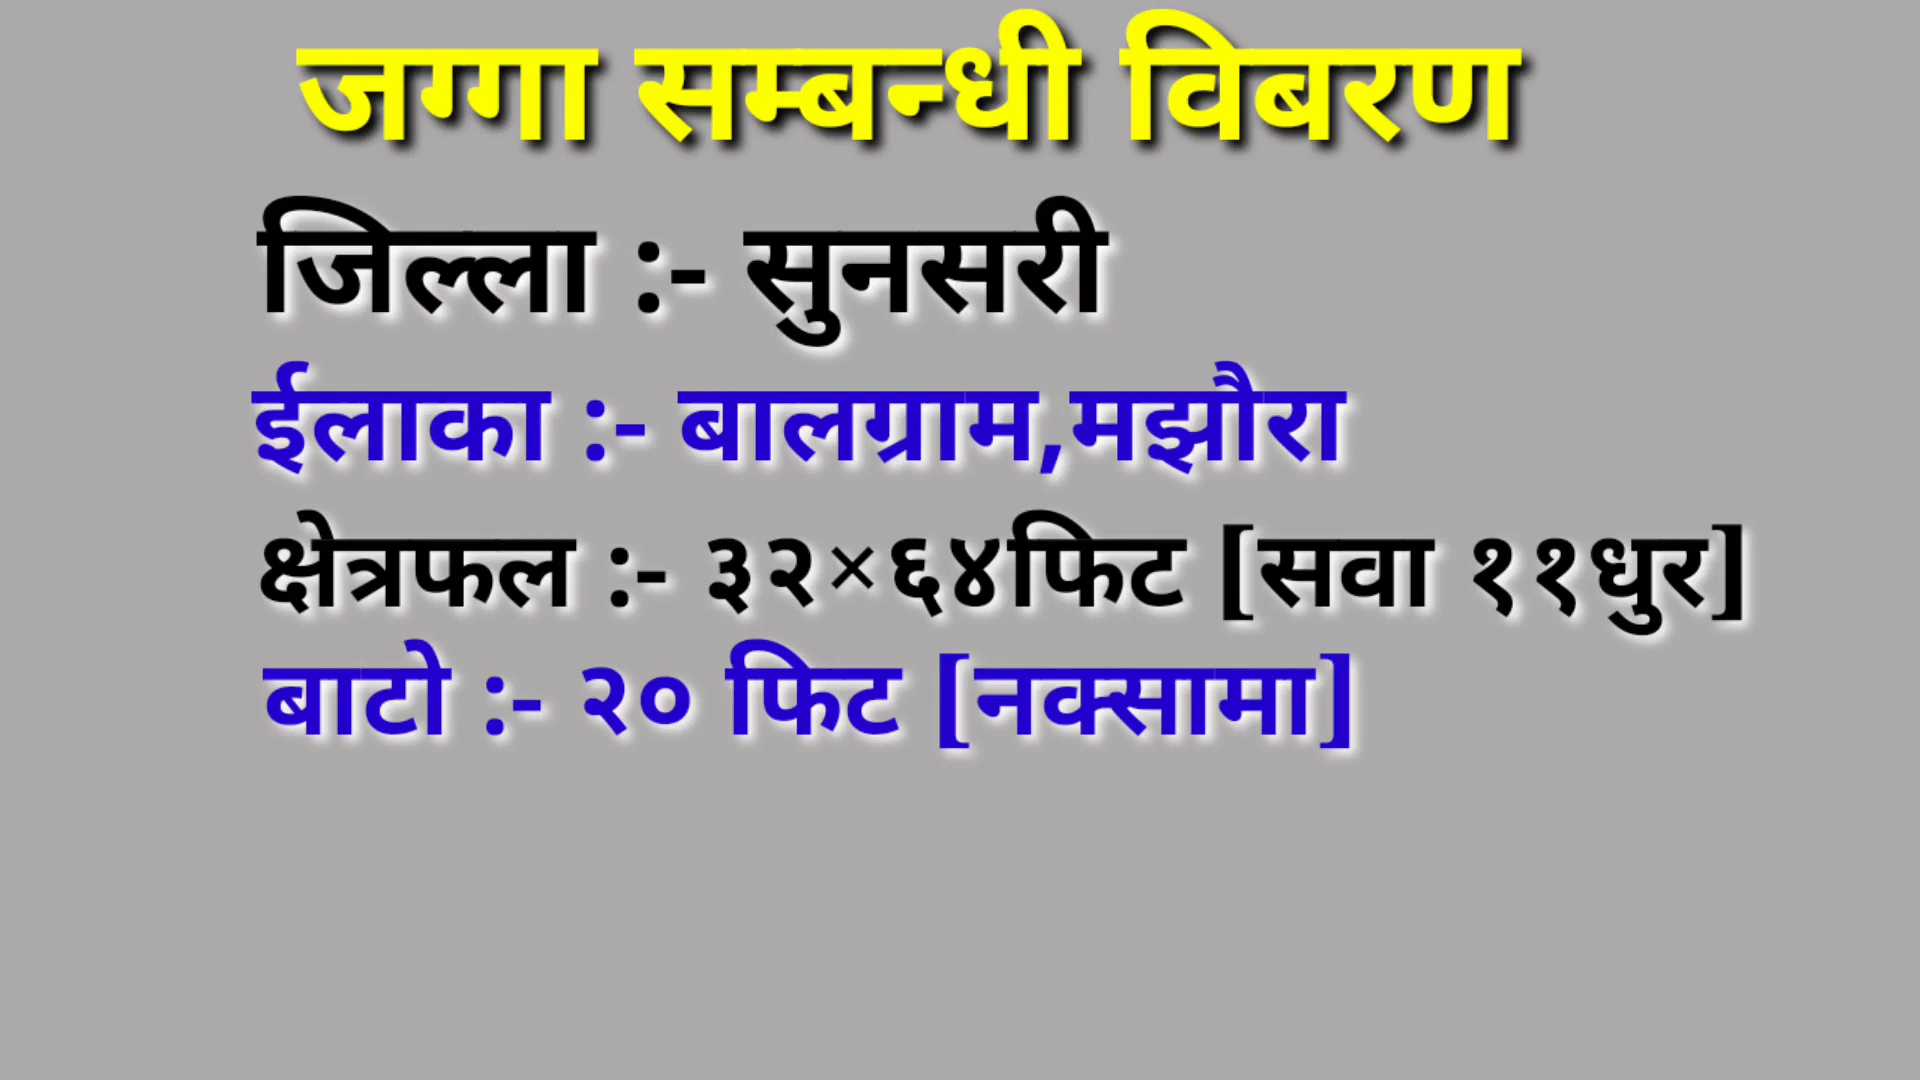 जग्गा सम्बन्धी विबरण
जिल्ला :- सुनसरी
ईलाका :- बालग्राम,मझौरा
क्षेत्रफल :- ३२×६४फिट [सवा ११धुर]
बाटो :- २० फिट [नक्सामा]